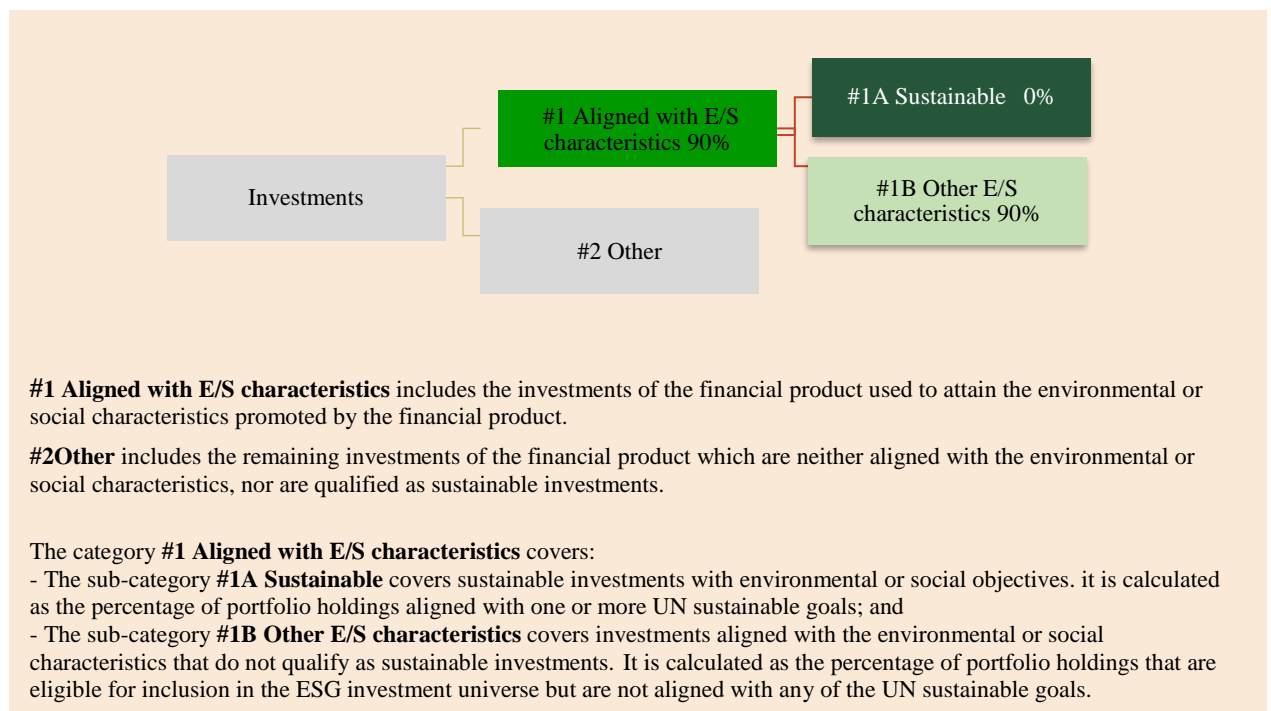 #1A Sustainable   0%
#1 Aligned with E/S
characteristics 90%
Investments
#1B Other E/S
characteristics 90%
#2 Other
#1 Aligned with E/S characteristics includes the investments of the financial product used to attain the environmental or
social characteristics promoted by the financial product.
#2Other includes the remaining investments of the financial product which are neither aligned with the environmental or
social characteristics, nor are qualified as sustainable investments.
The category #1 Aligned with E/S characteristics covers:
- The sub-category #1A Sustainable covers sustainable investments with environmental or social objectives. it is calculated
as the percentage of portfolio holdings aligned with one or more UN sustainable goals; and
- The sub-category #1B Other E/S characteristics covers investments aligned with the environmental or social
characteristics that do not qualify as sustainable investments. It is calculated as the percentage of portfolio holdings that are
eligible for inclusion in the ESG investment universe but are not aligned with any of the UN sustainable goals.